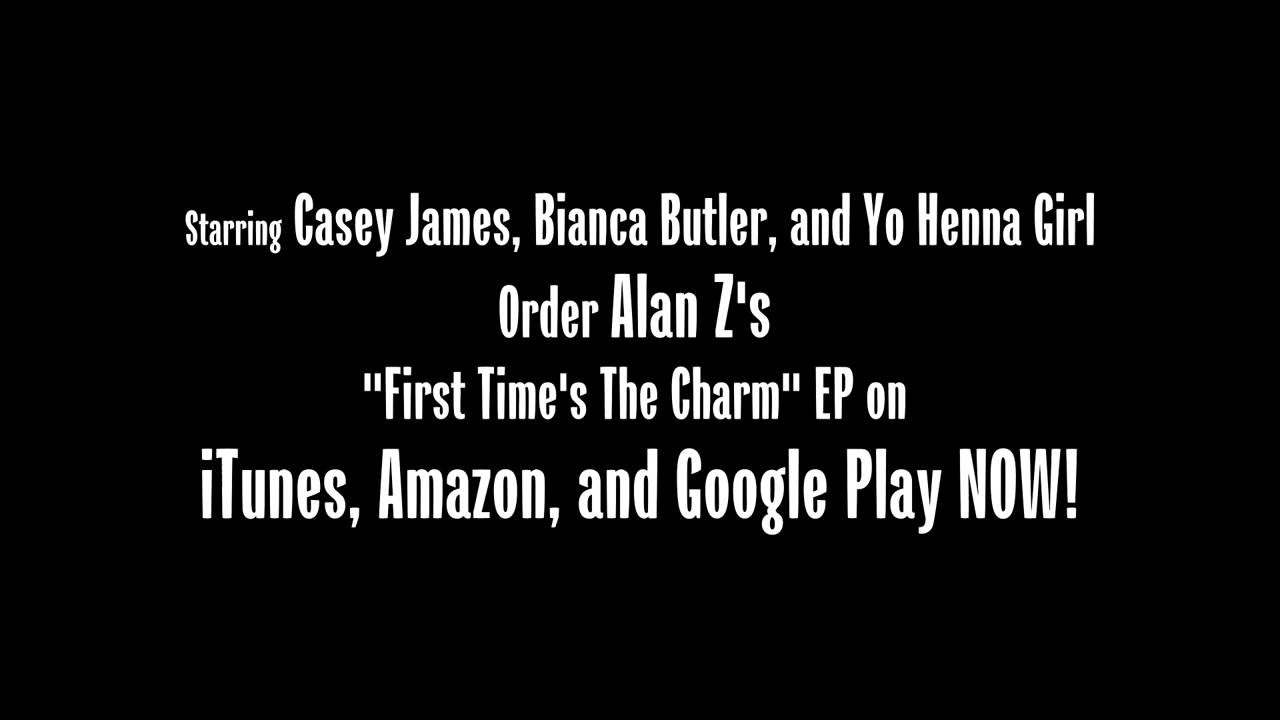 Starring Casey James, Bianca Butler, and Yo Henna Girl
Order Alan Z's
"First Time's The Charm" EP on
iTunes, Amazon, and Google Play NOW!